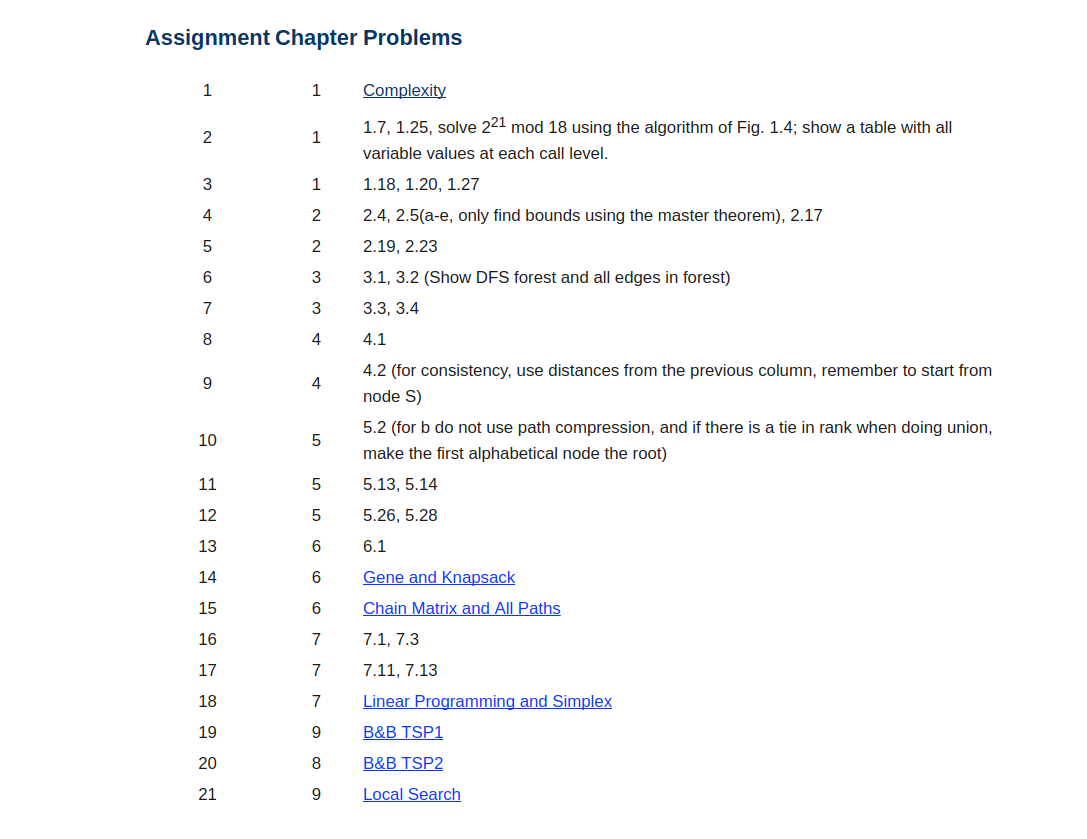 Assignment Chapter Problems
1 1 Complexity
2 1 1.7, 1.25, solve 2^21 mod 18 using the algorithm of Fig. 1.4; show a table with all
variable values at each call level.
3 1 1.18, 1.20, 1.27
4 2 2.4, 2.5(a-e, only find bounds using the master theorem), 2.17
5 2 2.19, 2.23
6 3 3.1, 3.2 (Show DFS forest and all edges in forest)
7 3 3.3, 3.4
8 4 4.1
9 4 4.2 (for consistency, use distances from the previous column, remember to start from
node S)
10 5 5.2 (for b do not use path compression, and if there is a tie in rank when doing union,
make the first alphabetical node the root)
11 5 5.13, 5.14
12 5 5.26, 5.28
13 6 6.1
14 6 Gene and Knapsack
15 6 Chain Matrix and All Paths
16 7 7.1, 7.3
17 7 7.11, 7.13
18 7 Linear Programming and Simplex
19 9 B&B TSP1
20 8 B&B TSP2
21 9 Local Search